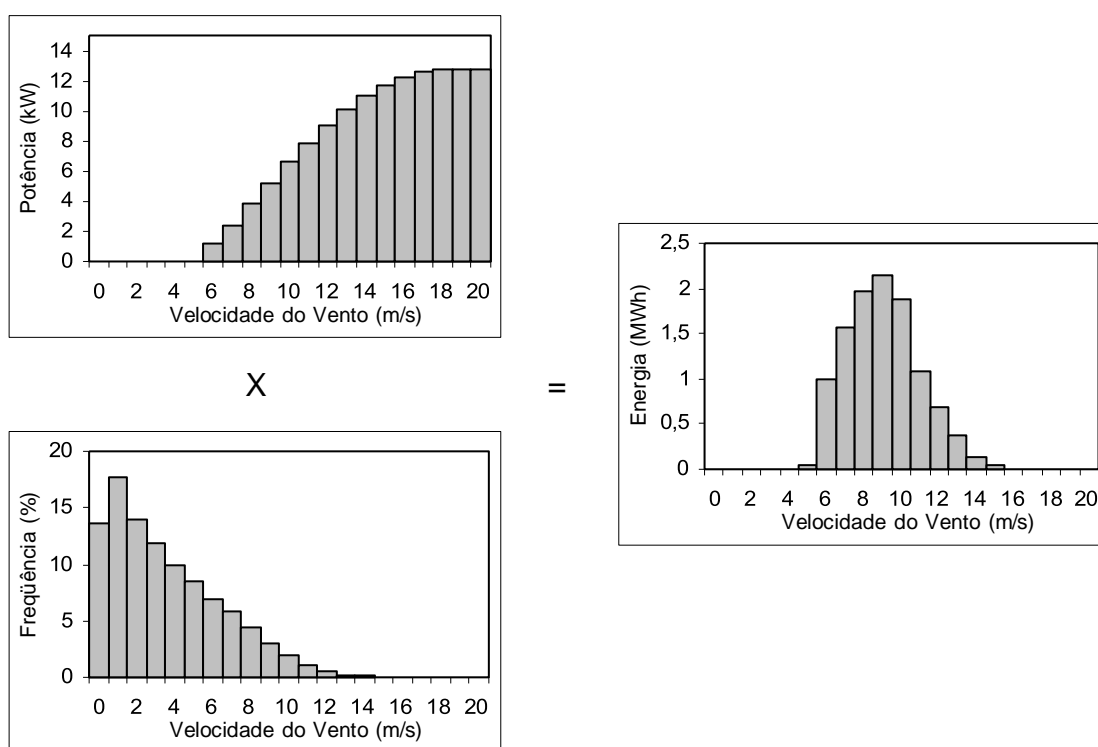 14
12
10
8
6
4
2
0
Potência (kW)
0 2 4 6 8 10 12 14 16 18 20
Velocidade do Vento (m/s)
X
20
15
10
5
0
Freqüência (%)
0 2 4 6 8 10 12 14 16 18 20
Velocidade do Vento (m/s)
=
2,5
2
1,5
1
0,5
0
Energia (MWh)
0 2 4 6 8 10 12 14 16 18 20
Velocidade do Vento (m/s)